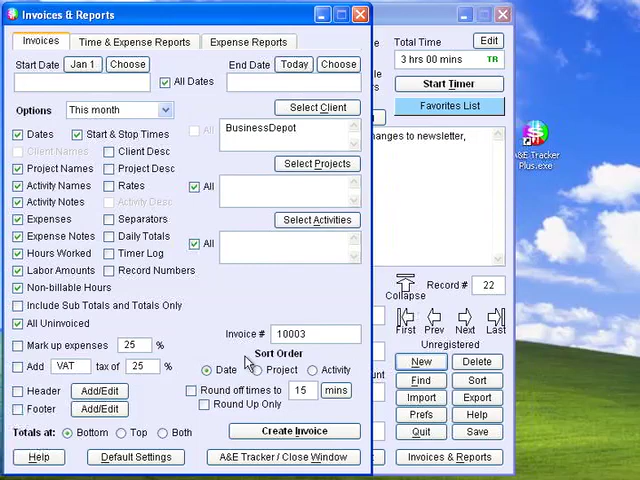 Invoices & Reports
Invoices
Time & Expense Reports
Expense Reports
Start Date
Jan 1
Choose
All Dates
End Date
Today
Choose
Options
This month
Select Client
All
BusinessDepot
Dates
Start & Stop Times
Client Names
Client Desc
Select Projects
Project Names
Project Desc
Activity Names
Rates
All
Activity Notes
Activity Desc
Expenses
Separators
Select Activities
Expense Notes
Daily Totals
All
Hours Worked
Timer Log
Labor Amounts
Record Numbers
Non-billable Hours
Include Sub Totals and Totals Only
All Uninvoiced
Invoice #
10003
Mark up expenses
25
%
Sort Order
Add
VAT
tax of
25
%
Date
Project
Activity
Header
Add/Edit
Round off times to
15
mins
Footer
Add/Edit
Round Up Only
Totals at:
Bottom
Top
Both
Create Invoice
Help
Default Settings
A&E Tracker / Close Window
Total Time
Edit
3 hrs 00 mins
TR
Start Timer
Favorites List
hanges to newsletter,
Collapse
Record #
22
First
Prev
Next
Last
Unregistered
New
Delete
Find
Sort
Import
Export
Prefs
Help
Quit
Save
Invoices & Reports
A&E Tracker
Plus.exe